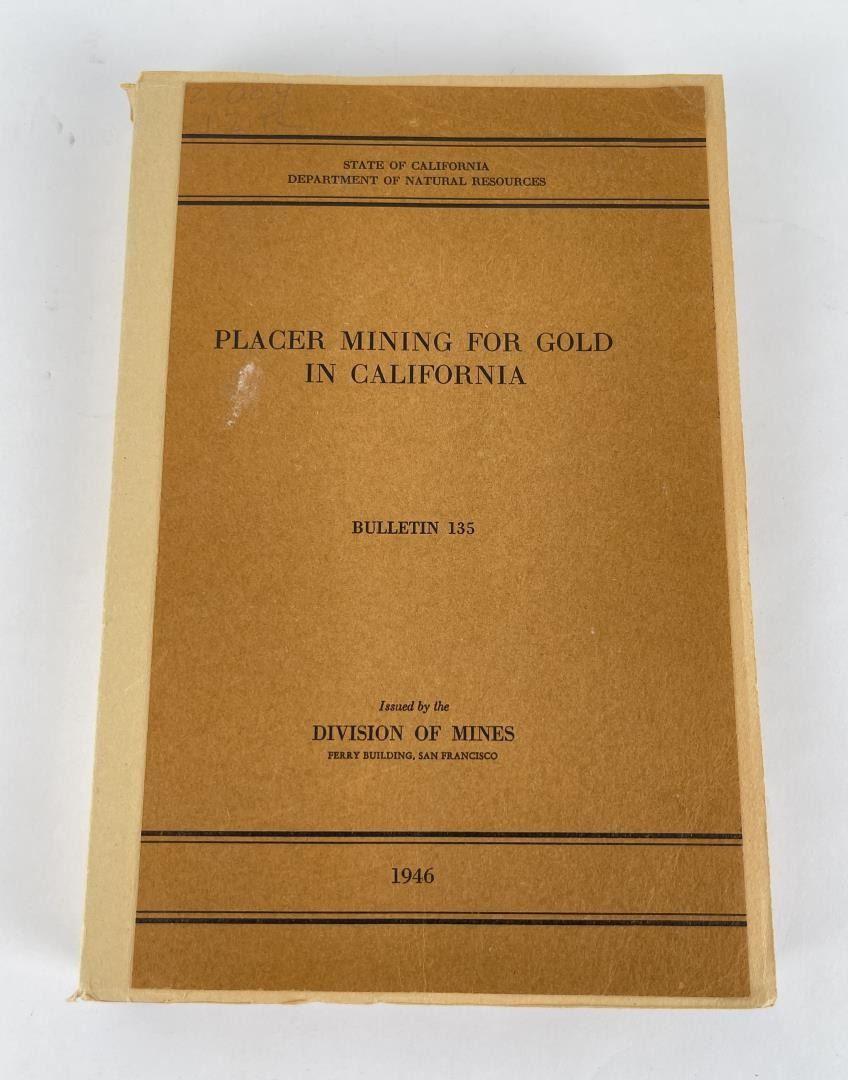 STATE OF CALIFORNIA
DEPARTMENT OF NATURAL RESOURCES
PLACER MINING FOR GOLD
IN CALIFORNIA
BULLETIN 135
Issued by the
DIVISION OF MINES
FERRY BUILDING, SAN FRANCISCO
1946